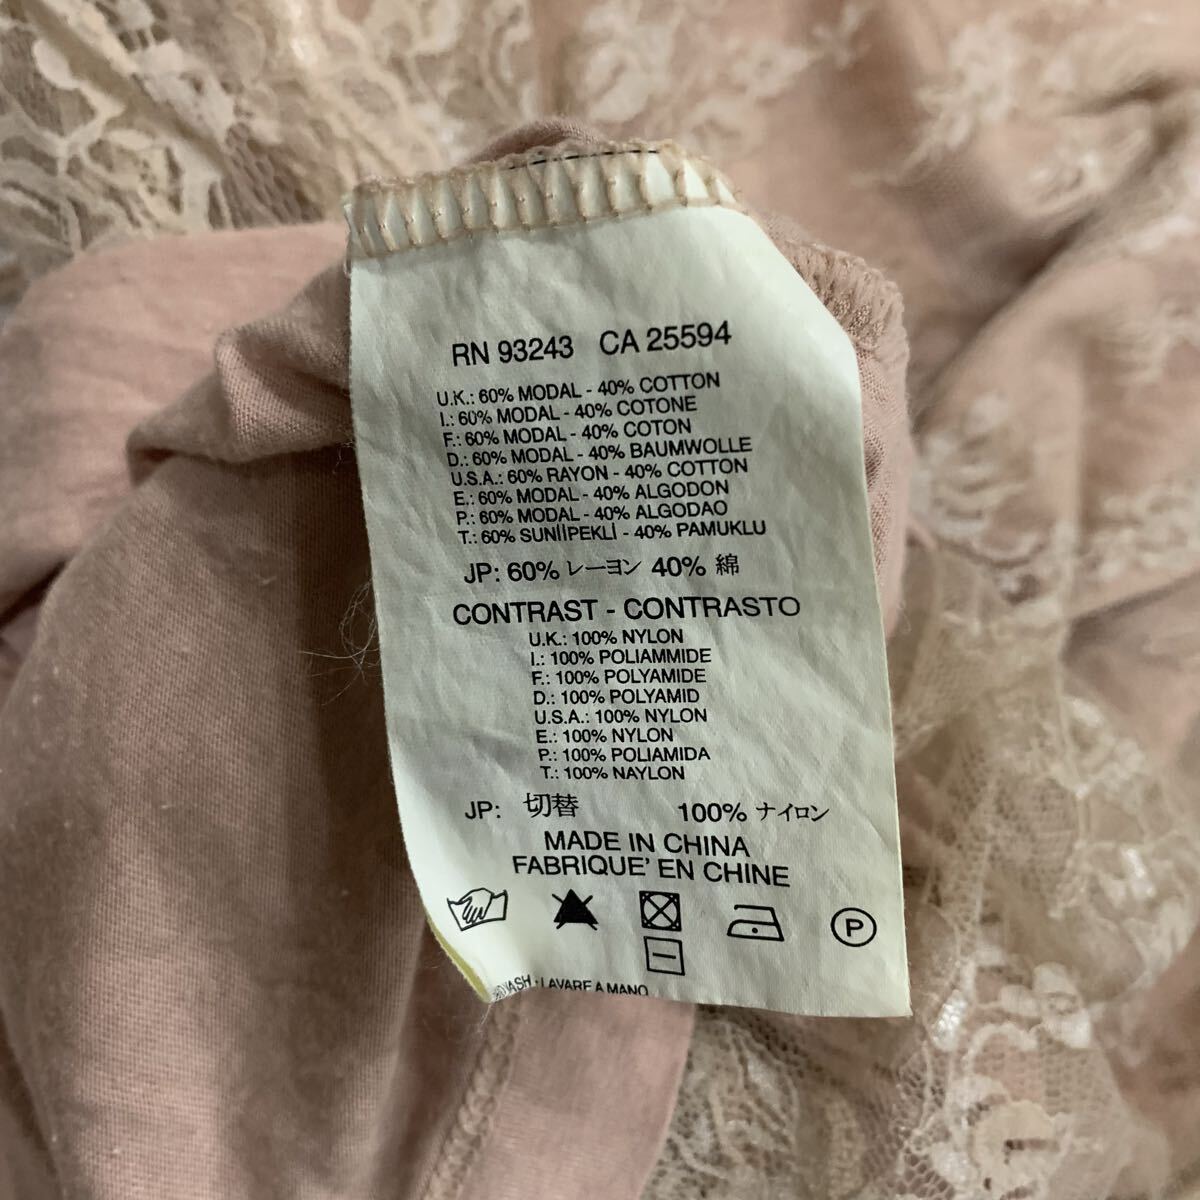 RN 93243 CA 25594
U.K.: 60% MODAL - 40% COTTON
I.: 60% MODAL - 40% COTONE
F.: 60% MODAL - 40% COTON
D.: 60% MODAL - 40% BAUMWOLLE
U.S.A.: 60% RAYON - 40% COTTON
E.: 60% MODAL - 40% ALGODON
P.: 60% MODAL - 40% ALGODAO
T.: 60% SUNİİPEKLİ - 40% PAMUKLU
JP: 60% レーヨン 40% 綿
CONTRAST - CONTRASTO
U.K.: 100% NYLON
I.: 100% POLIAMMIDE
F.: 100% POLYAMIDE
D.: 100% POLYAMID
U.S.A.: 100% NYLON
E.: 100% NYLON
P.: 100% POLIAMIDA
T.: 100% NAYLON
JP: 切替 100% ナイロン
MADE IN CHINA
FABRIQUE' EN CHINE
P
WASH - LAVARE A MANO